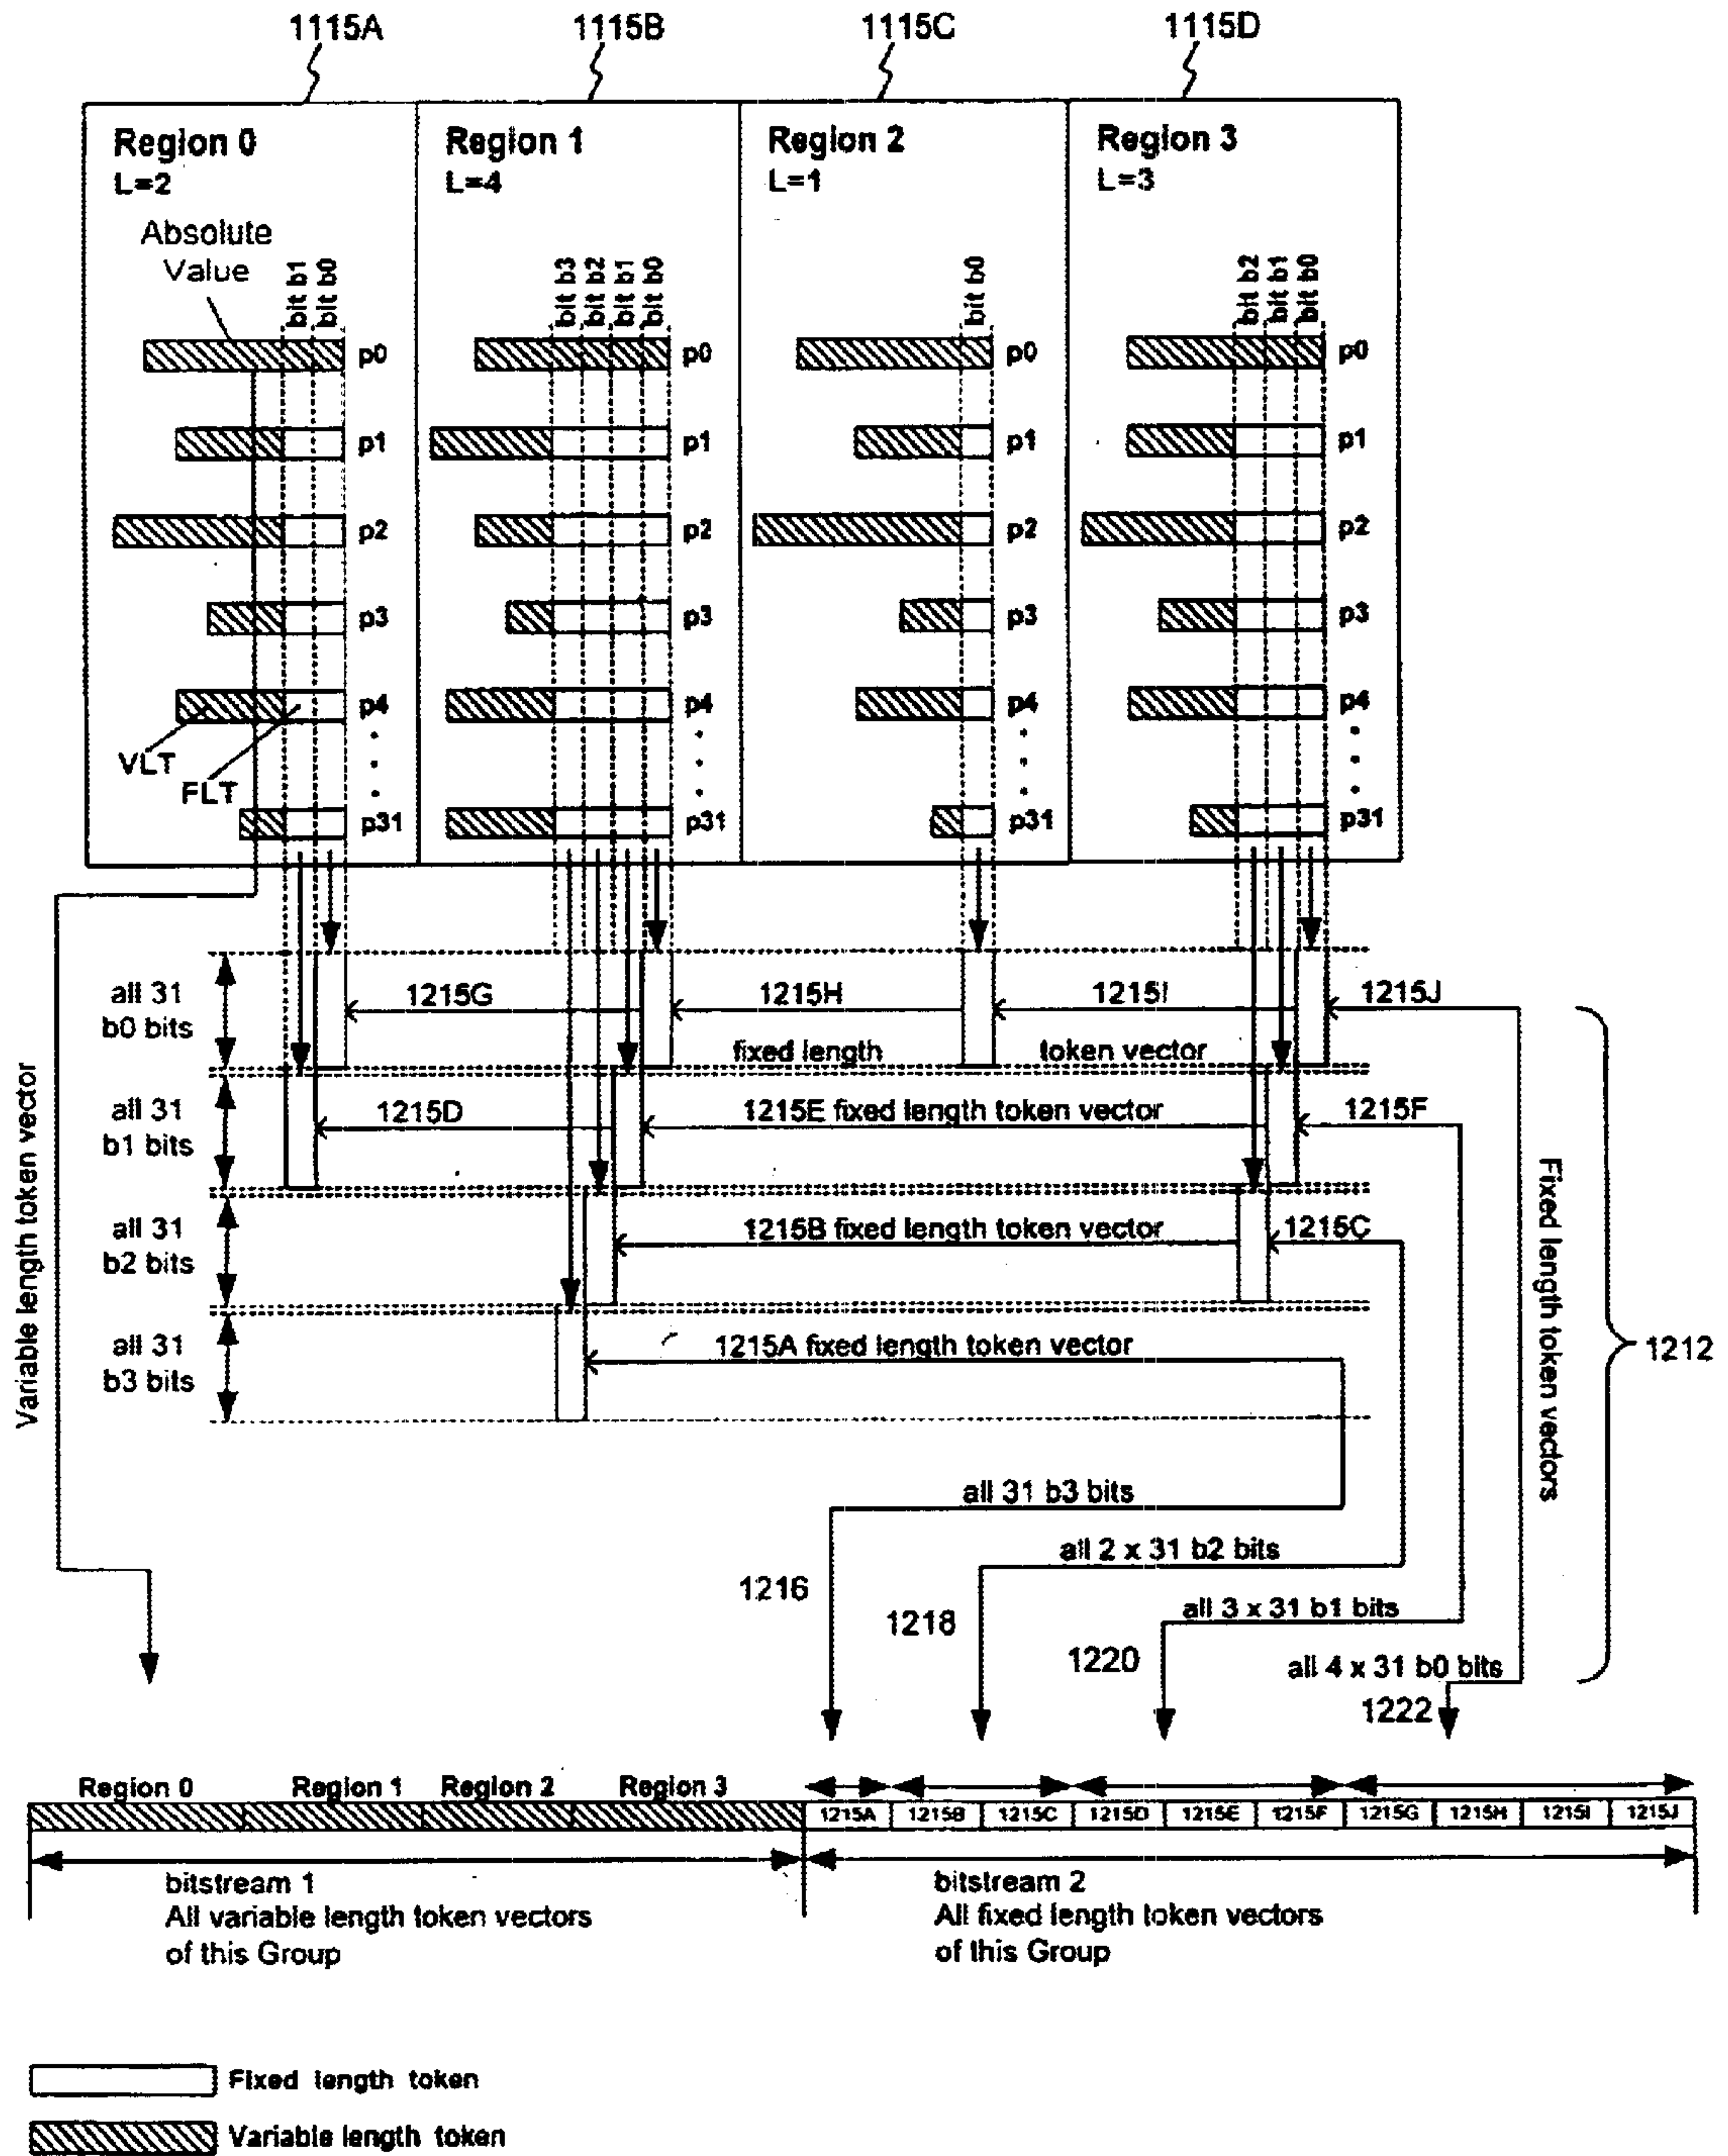 1115A 1115B 1115C 1115D
Region 0 Region 1 Region 2 Region 3
L=2 L=4 L=1 L=3
Absolute
Value
bit b1 bit b0 bit b3 bit b2 bit b1 bit b0 bit b0 bit b2 bit b1 bit b0
p0 p0 p0 p0
p1 p1 p1 p1
p2 p2 p2 p2
p3 p3 p3 p3
p4 p4 p4 p4
VLT
FLT
p31 p31 p31 p31
Variable length token vector
all 31
b0 bits
1215G 1215H 1215I 1215J
fixed length token vector
all 31
b1 bits
1215D 1215E fixed length token vector 1215F
all 31
b2 bits
1215B fixed length token vector 1215C
all 31
b3 bits
1215A fixed length token vector
Fixed length token vectors
1212
all 31 b3 bits
1216
all 2 x 31 b2 bits
1218
all 3 x 31 b1 bits
1220
all 4 x 31 b0 bits
1222
Region 0 Region 1 Region 2 Region 3
1215A 1215B 1215C 1215D 1215E 1215F 1215G 1215H 1215I 1215J
bitstream 1
All variable length token vectors
of this Group
bitstream 2
All fixed length token vectors
of this Group
Fixed length token
Variable length token